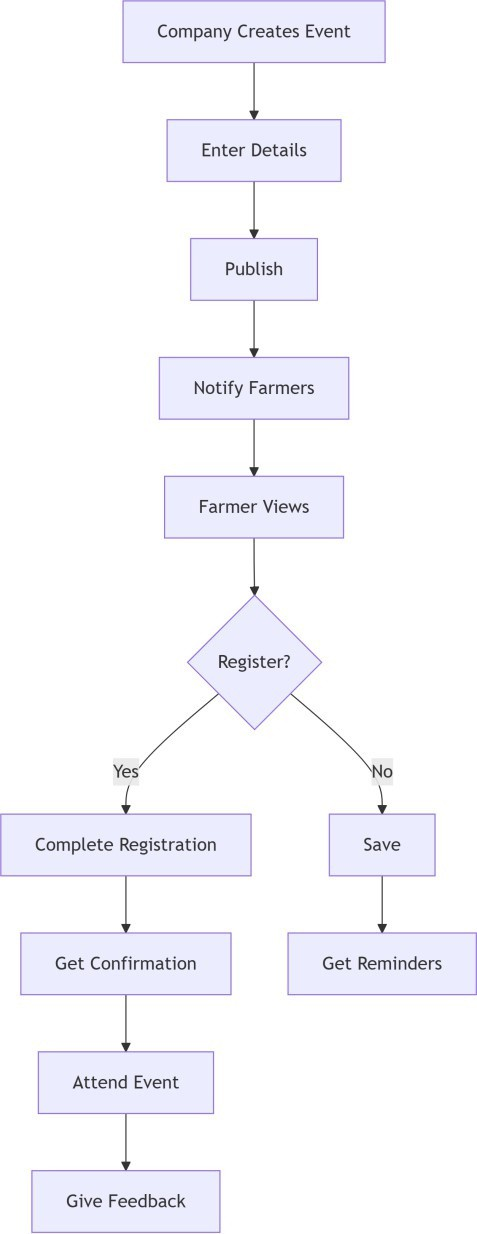 Company Creates Event
Enter Details
Publish
Notify Farmers
Farmer Views
Register?
Yes
No
Complete Registration
Save
Get Confirmation
Get Reminders
Attend Event
Give Feedback